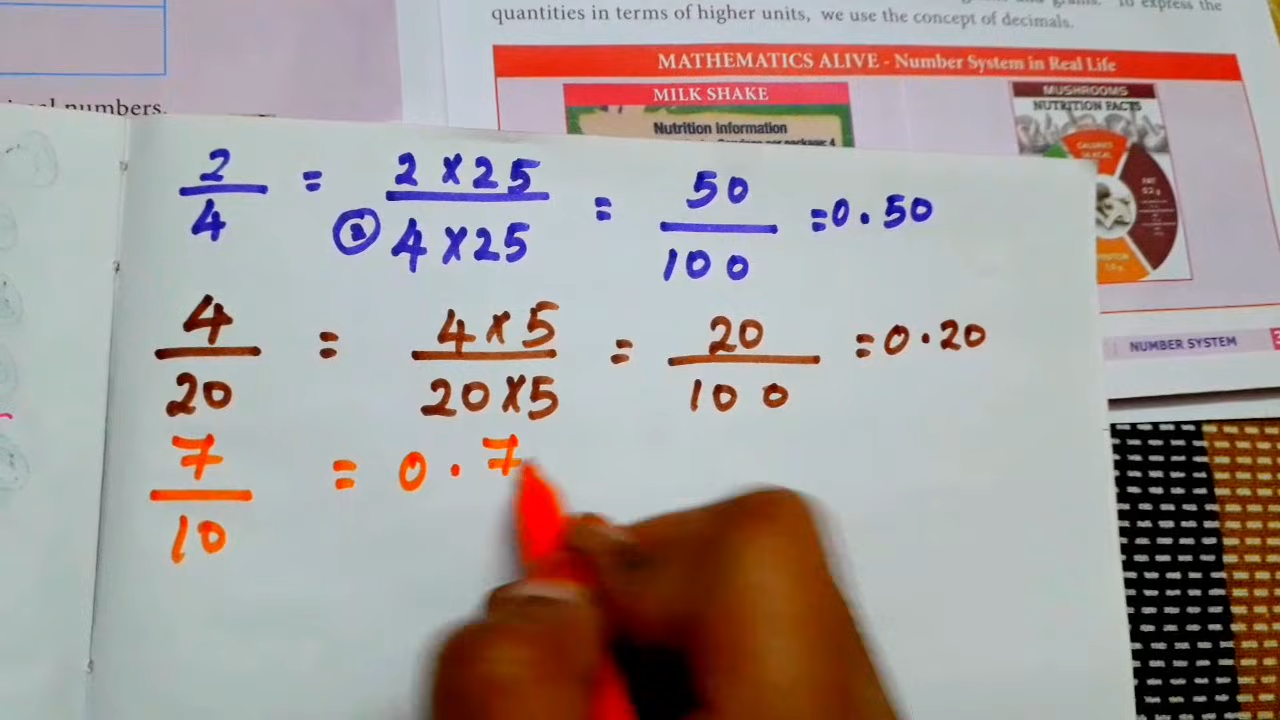 quantities in terms of higher units, we use the concept of decimals.
MATHEMATICS ALIVE - Number System in Real Life
MILK SHAKE
Nutrition Information
MUSHROOMS
NUTRITION FACTS
numbers.
2/4 = 2×25/4×25 = 50/100 =0.50
4/20 = 4×5/20×5 = 20/100 =0.20
7/10 = 0.7
NUMBER SYSTEM